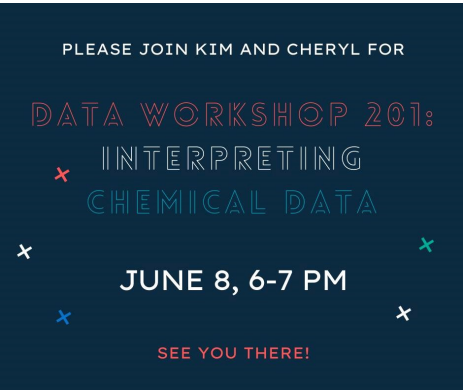 PLEASE JOIN KIM AND CHERYL FOR
DATA WORKSHOP 201:
INTERPRETING
CHEMICAL DATA
JUNE 8, 6-7 PM
SEE YOU THERE!